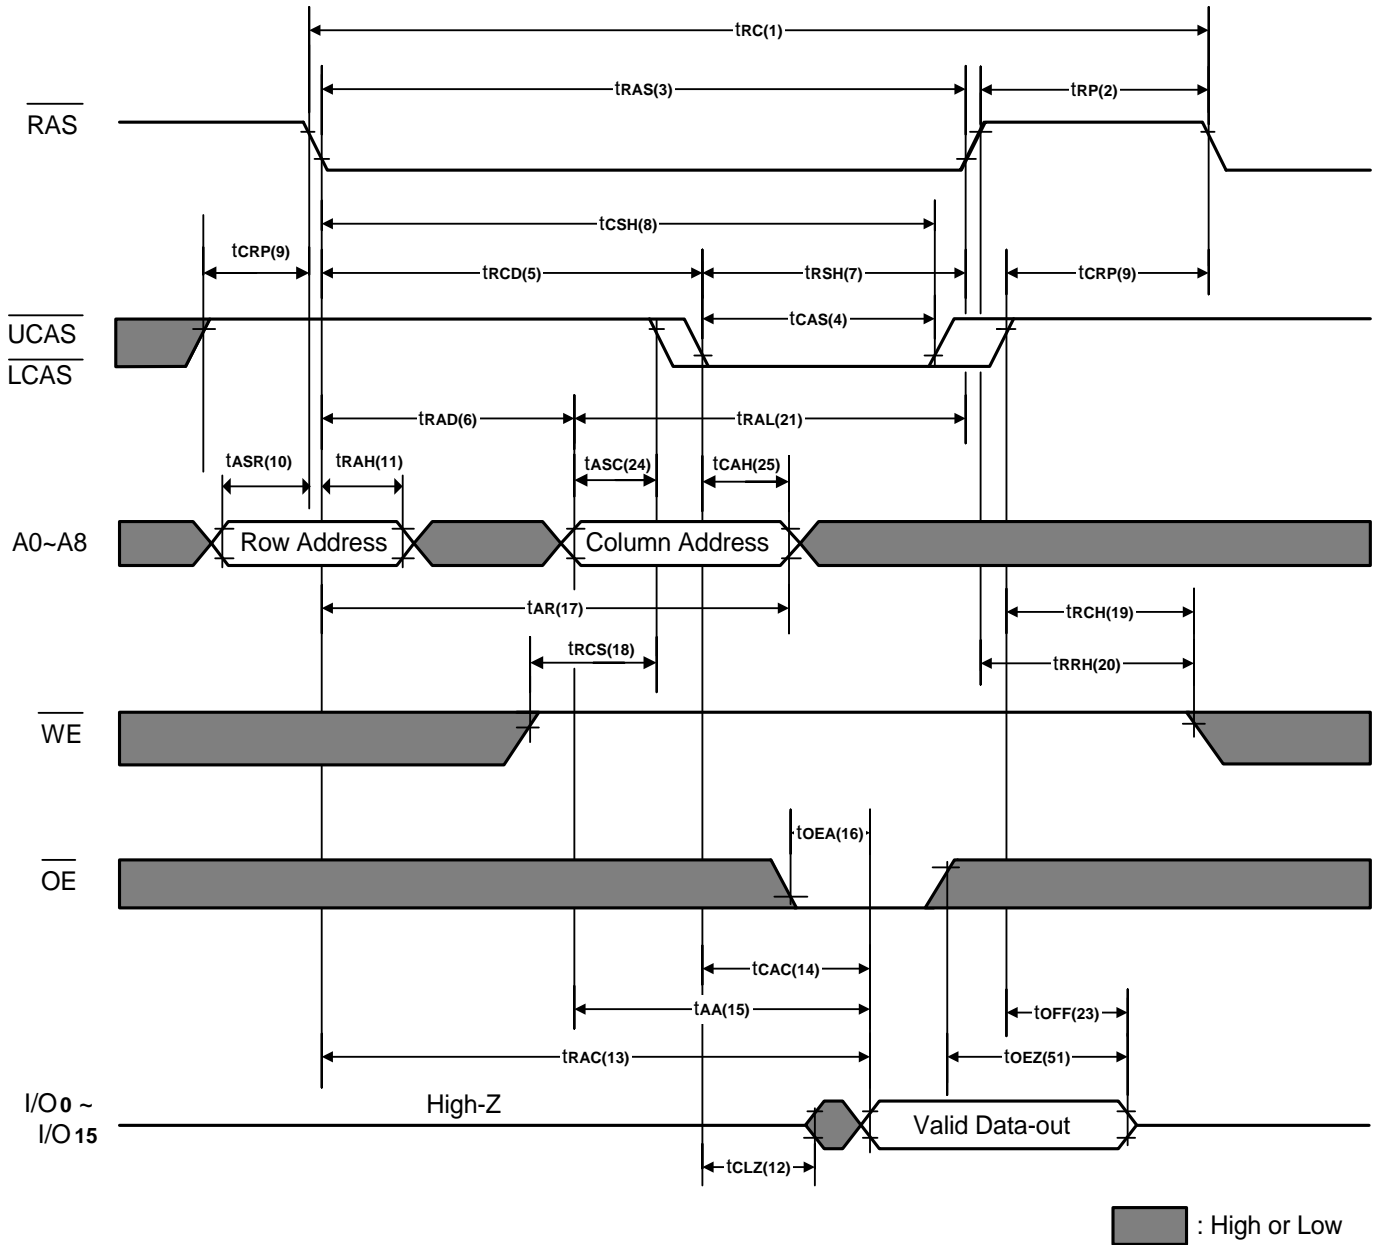 tRC(1)
tRAS(3) tRP(2)
RAS
tCSH(8)
tCRP(9) tRCD(5) tRSH(7) tCRP(9)
UCAS tCAS(4)
LCAS
tRAD(6) tRAL(21)
tASR(10) tRAH(11) tASC(24) tCAH(25)
A0~A8 Row Address Column Address
tAR(17) tRCH(19)
tRCS(18) tRRH(20)
WE
tOEA(16)
OE
tCAC(14)
tAA(15) tOFF(23)
tRAC(13) tOEZ(51)
I/O0 ~ High-Z
I/O15 Valid Data-out
tCLZ(12)
: High or Low